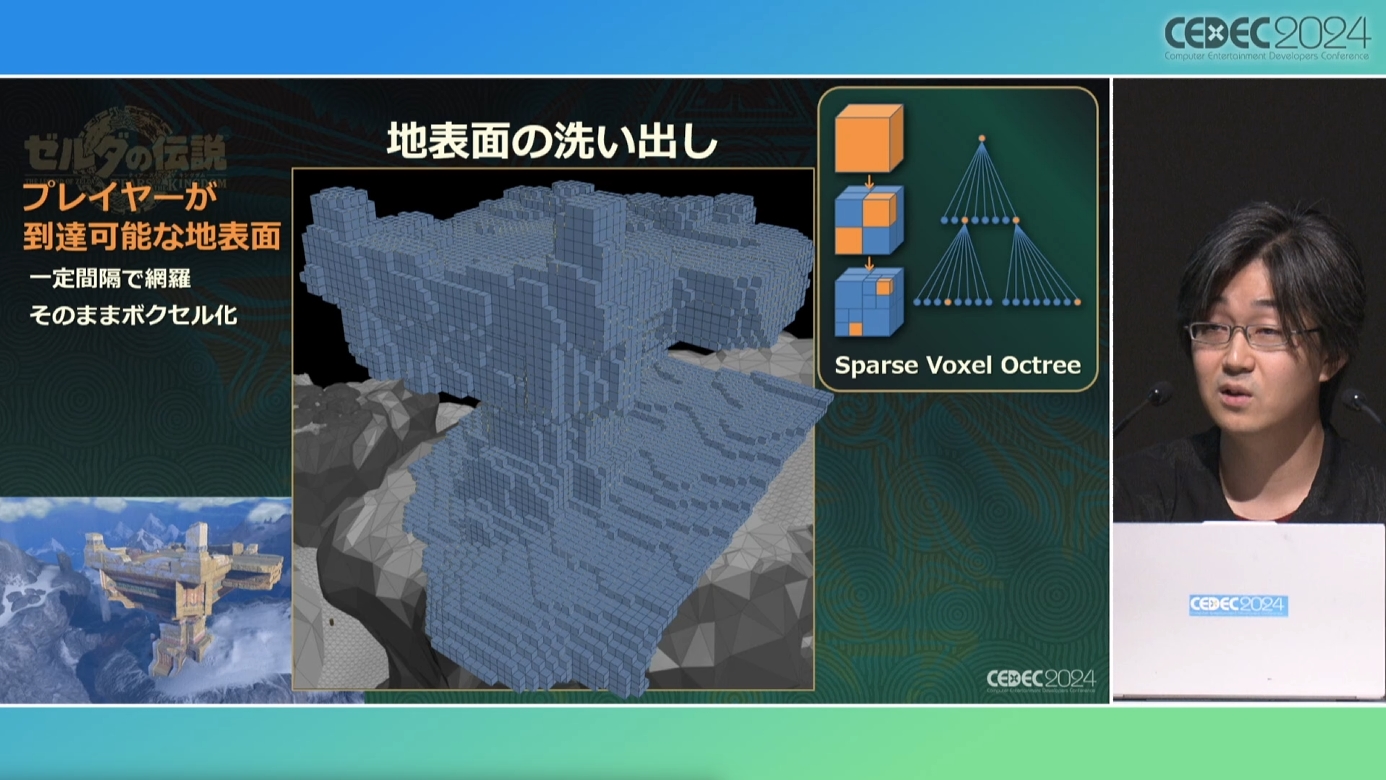 CEDEC2024
Computer Entertainment Developers Conference
ゼルダの伝説
地表面の洗い出し
プレイヤーが
到達可能な地表面
一定間隔で網羅
そのままボクセル化
Sparse Voxel Octree
CEDEC2024
Computer Entertainment Developers Conference
CEDEC2024